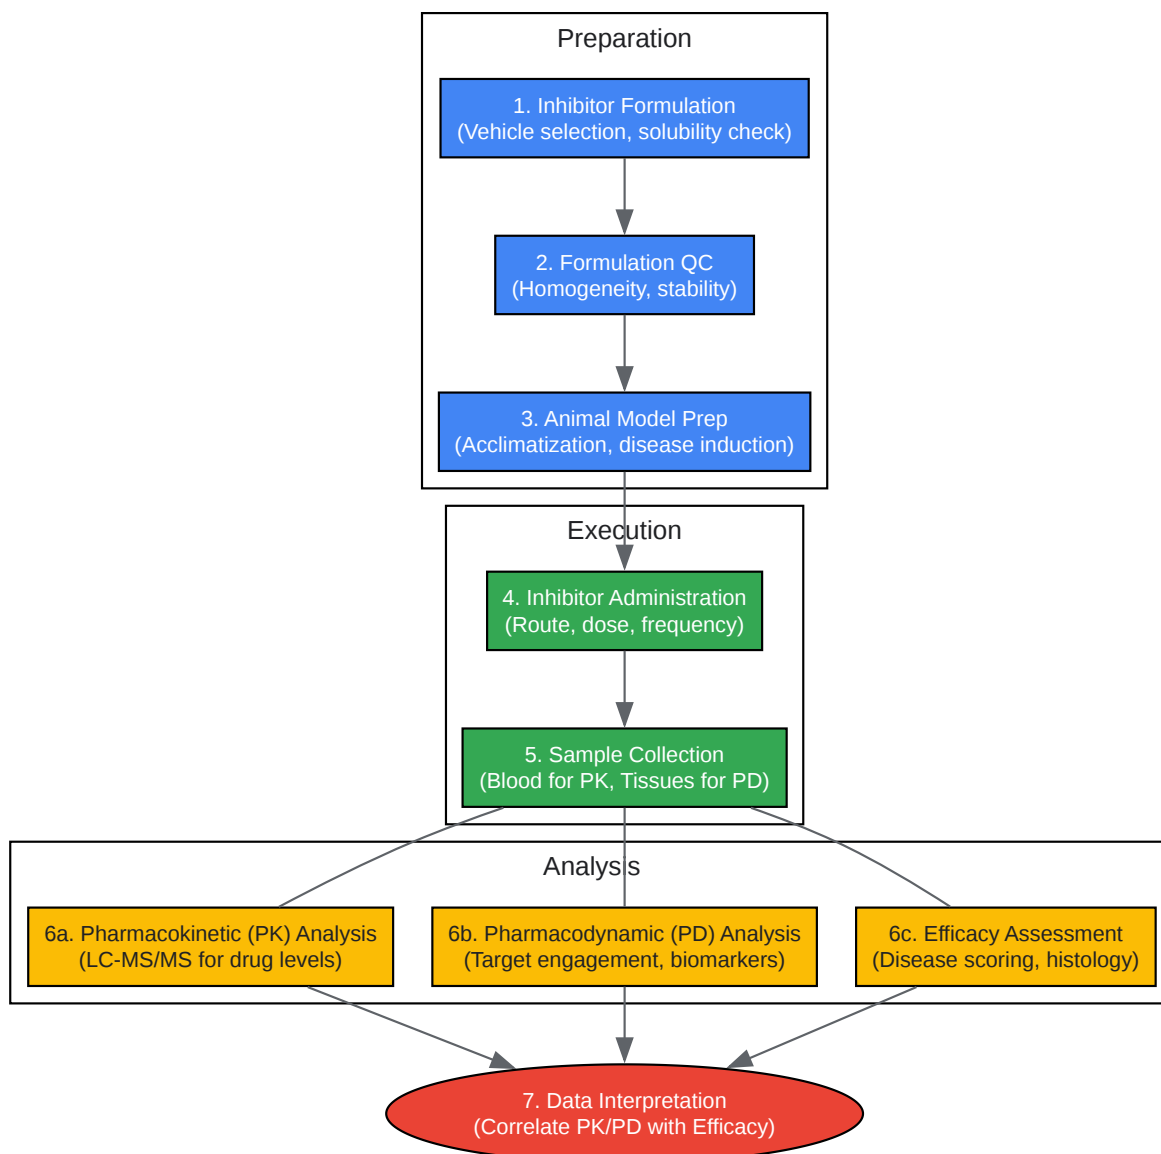 Preparation
1. Inhibitor Formulation
(Vehicle selection, solubility check)
2. Formulation QC
(Homogeneity, stability)
3. Animal Model Prep
(Acclimatization, disease induction)
Execution
4. Inhibitor Administration
(Route, dose, frequency)
5. Sample Collection
(Blood for PK, Tissues for PD)
Analysis
6a. Pharmacokinetic (PK) Analysis
(LC-MS/MS for drug levels)
6b. Pharmacodynamic (PD) Analysis
(Target engagement, biomarkers)
6c. Efficacy Assessment
(Disease scoring, histology)
7. Data Interpretation
(Correlate PK/PD with Efficacy)